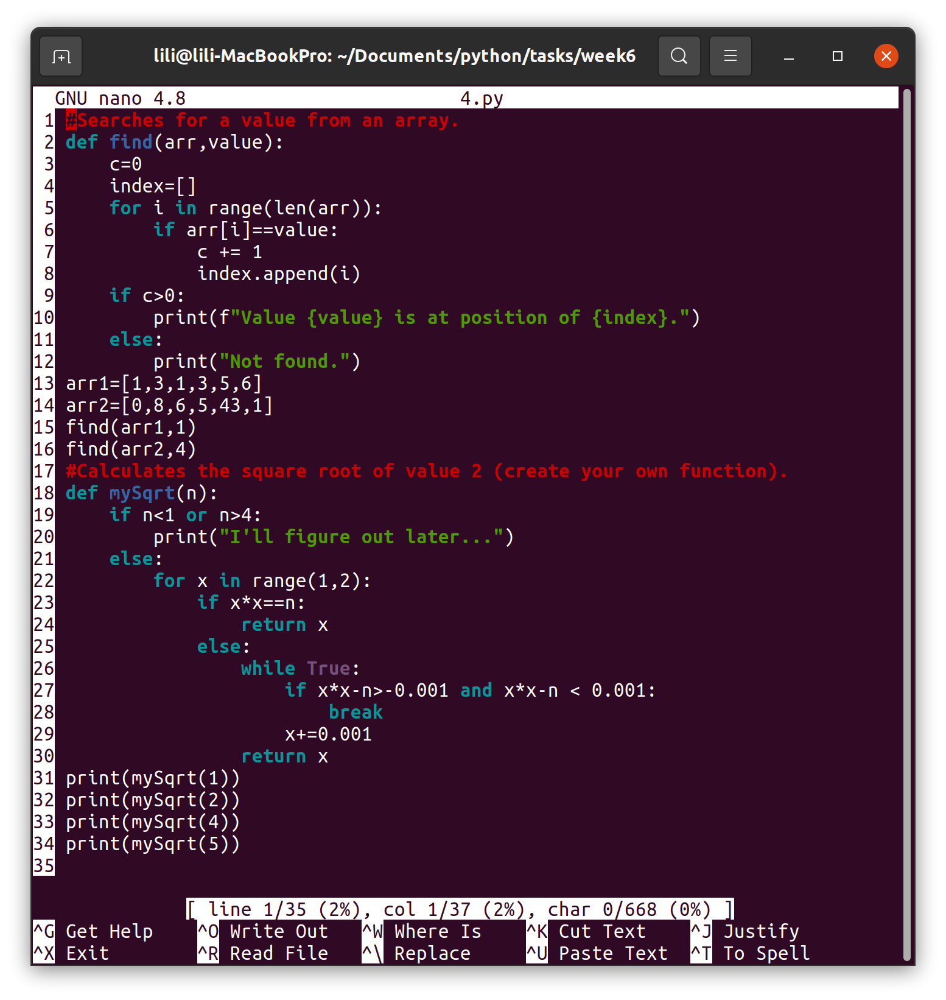 lili@lili-MacBookPro: ~/Documents/python/tasks/week6
GNU nano 4.8 4.py
1 #Searches for a value from an array.
2 def find(arr,value):
3     c=0
4     index=[]
5     for i in range(len(arr)):
6         if arr[i]==value:
7             c += 1
8             index.append(i)
9     if c>0:
10         print(f"Value {value} is at position of {index}.")
11     else:
12         print("Not found.")
13 arr1=[1,3,1,3,5,6]
14 arr2=[0,8,6,5,43,1]
15 find(arr1,1)
16 find(arr2,4)
17 #Calculates the square root of value 2 (create your own function).
18 def mySqrt(n):
19     if n<1 or n>4:
20         print("I'll figure out later...")
21     else:
22         for x in range(1,2):
23             if x*x==n:
24                 return x
25             else:
26                 while True:
27                     if x*x-n>-0.001 and x*x-n < 0.001:
28                         break
29                     x+=0.001
30                 return x
31 print(mySqrt(1))
32 print(mySqrt(2))
33 print(mySqrt(4))
34 print(mySqrt(5))
35
[ line 1/35 (2%), col 1/37 (2%), char 0/668 (0%) ]
^G Get Help ^O Write Out ^W Where Is ^K Cut Text ^J Justify
^X Exit ^R Read File ^\ Replace ^U Paste Text ^T To Spell